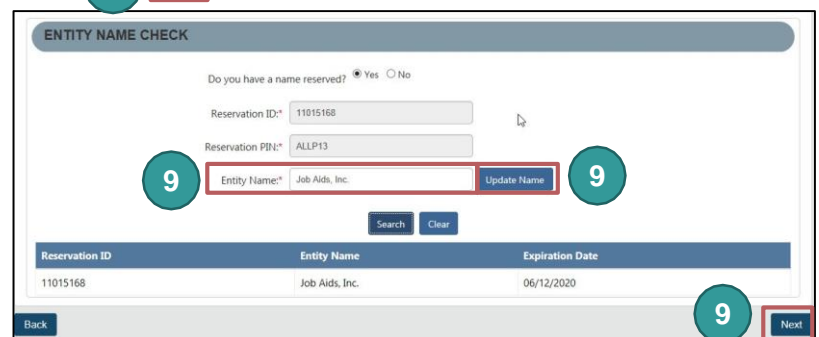 ENTITY NAME CHECK
Do you have a name reserved? Yes No
Reservation ID:* 11015168
Reservation PIN:* ALLP13
9 Entity Name:* Job Aids, Inc. Update Name 9
Search Clear
Reservation ID Entity Name Expiration Date
11015168 Job Aids, Inc. 06/12/2020
Back 9 Next